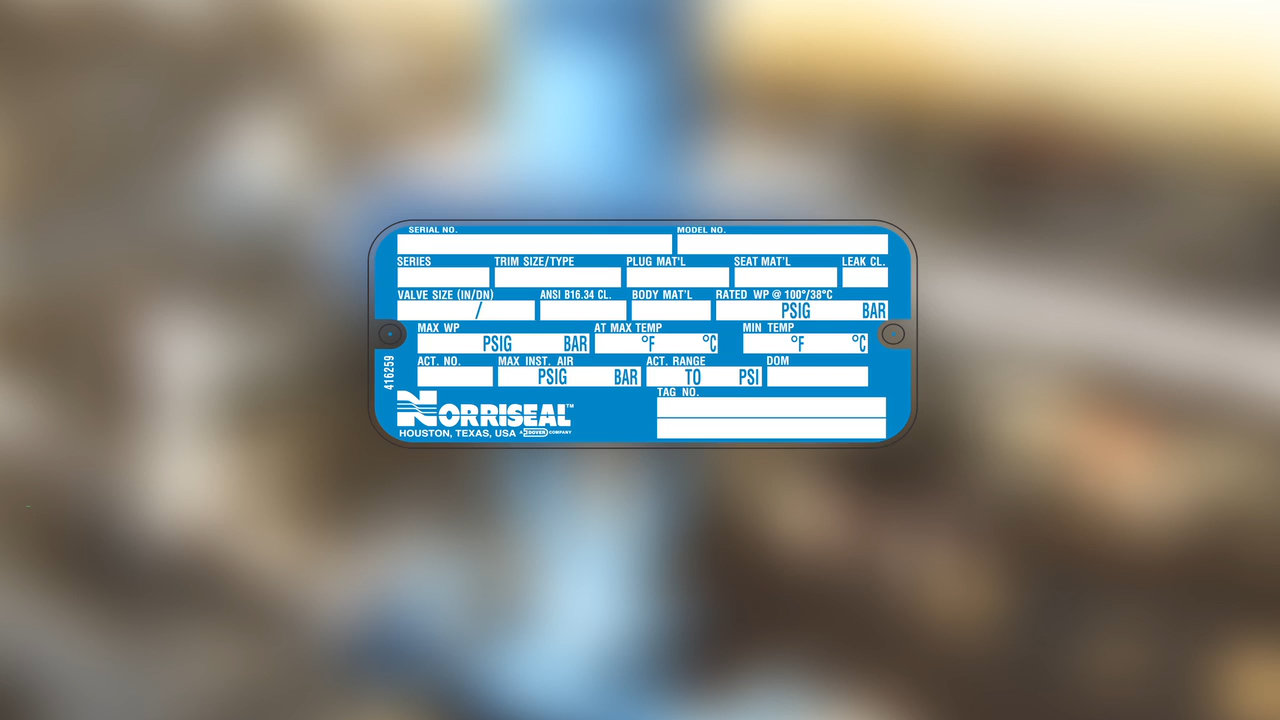 SERIAL NO. MODEL NO.
SERIES TRIM SIZE/TYPE PLUG MAT'L SEAT MAT'L LEAK CL.
VALVE SIZE (IN/DN) ANSI B16.34 CL. BODY MAT'L RATED WP @ 100°/38°C
/ PSIG BAR
MAX WP AT MAX TEMP MIN TEMP
PSIG BAR °F °C °F °C
ACT. NO. MAX INST. AIR ACT. RANGE DOM
PSIG BAR TO PSI
416259
TAG NO.
NORRISEAL™
HOUSTON, TEXAS, USA A DOVER COMPANY